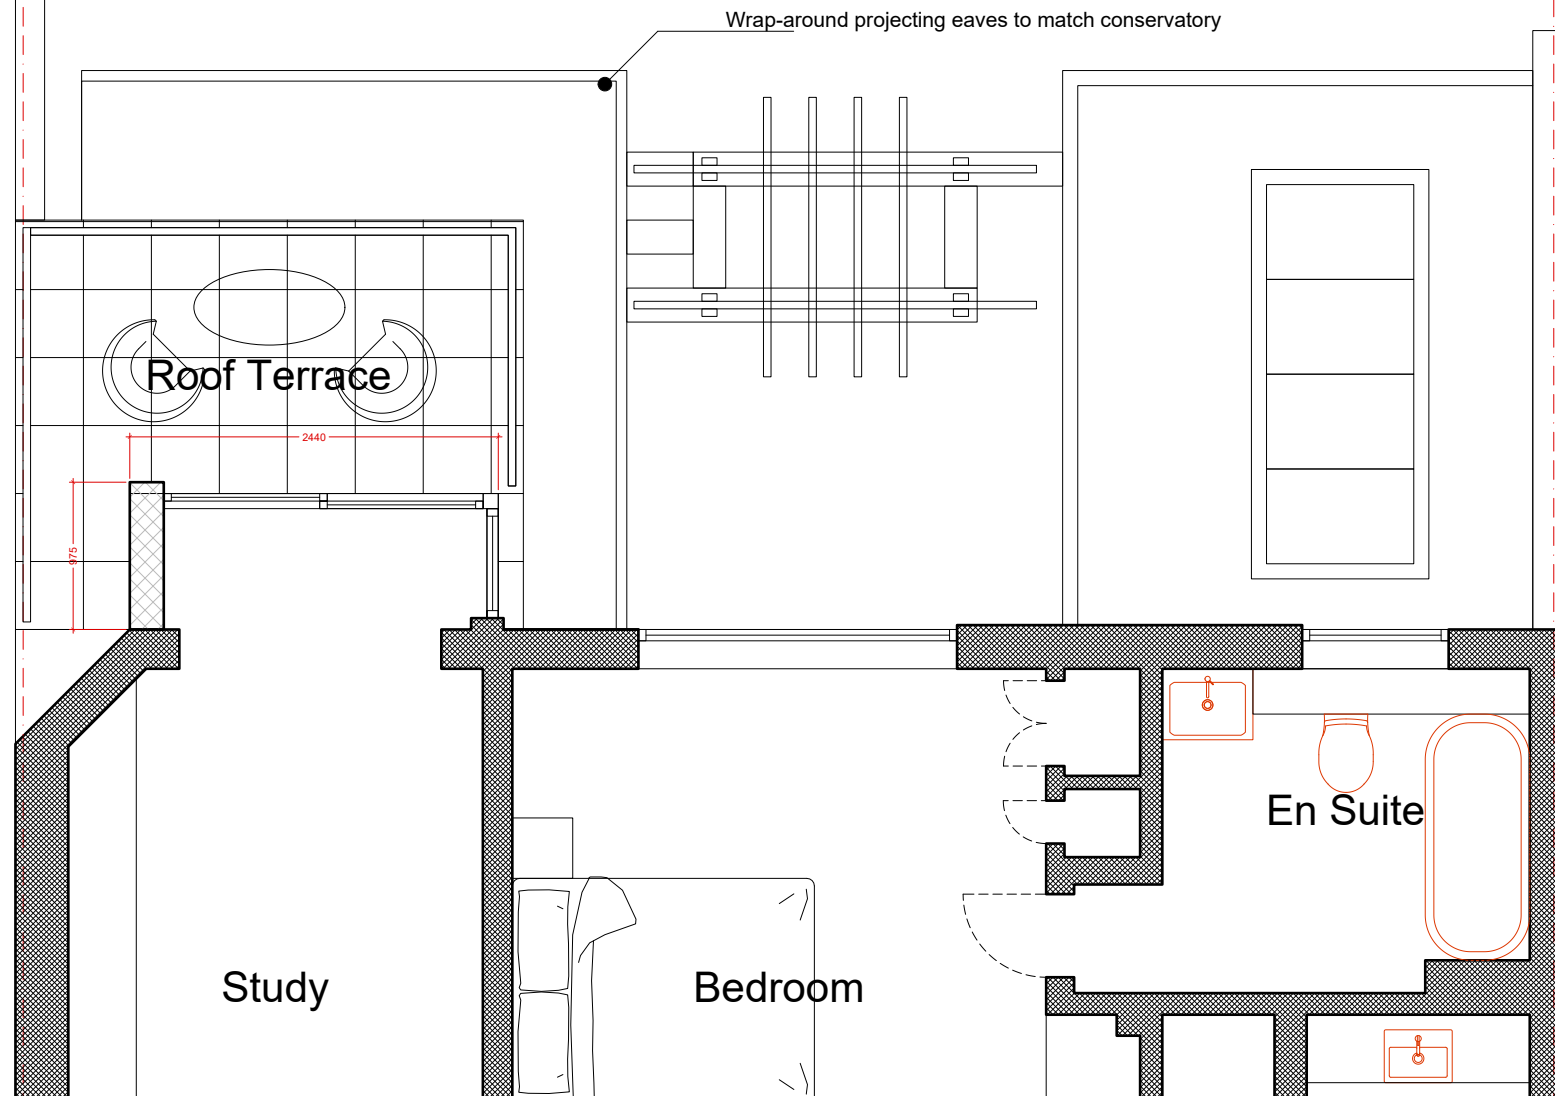 Wrap-around projecting eaves to match conservatory
Roof Terrace
2440
975
En Suite
Study
Bedroom